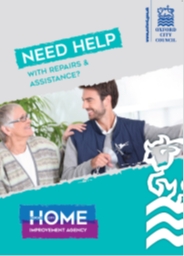 NEED HELP
WITH REPAIRS &
ASSISTANCE?
OXFORD
CITY
COUNCIL
HOME
IMPROVEMENT AGENCY